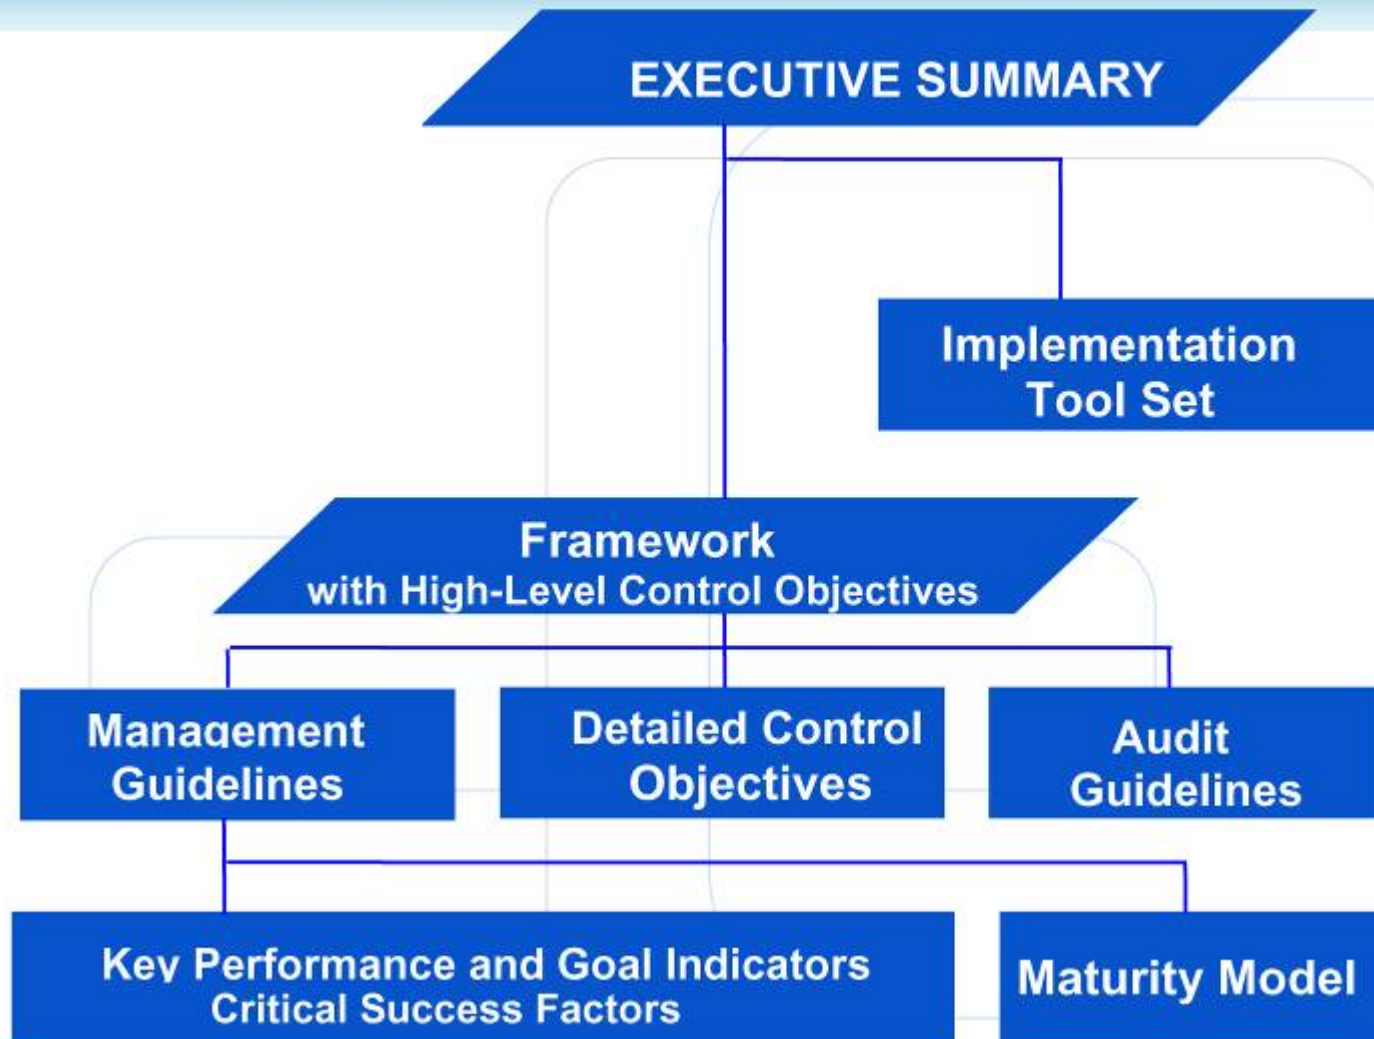 EXECUTIVE SUMMARY
Implementation
Tool Set
Framework
with High-Level Control Objectives
Management
Guidelines
Detailed Control
Objectives
Audit
Guidelines
Key Performance and Goal Indicators
Critical Success Factors
Maturity Model